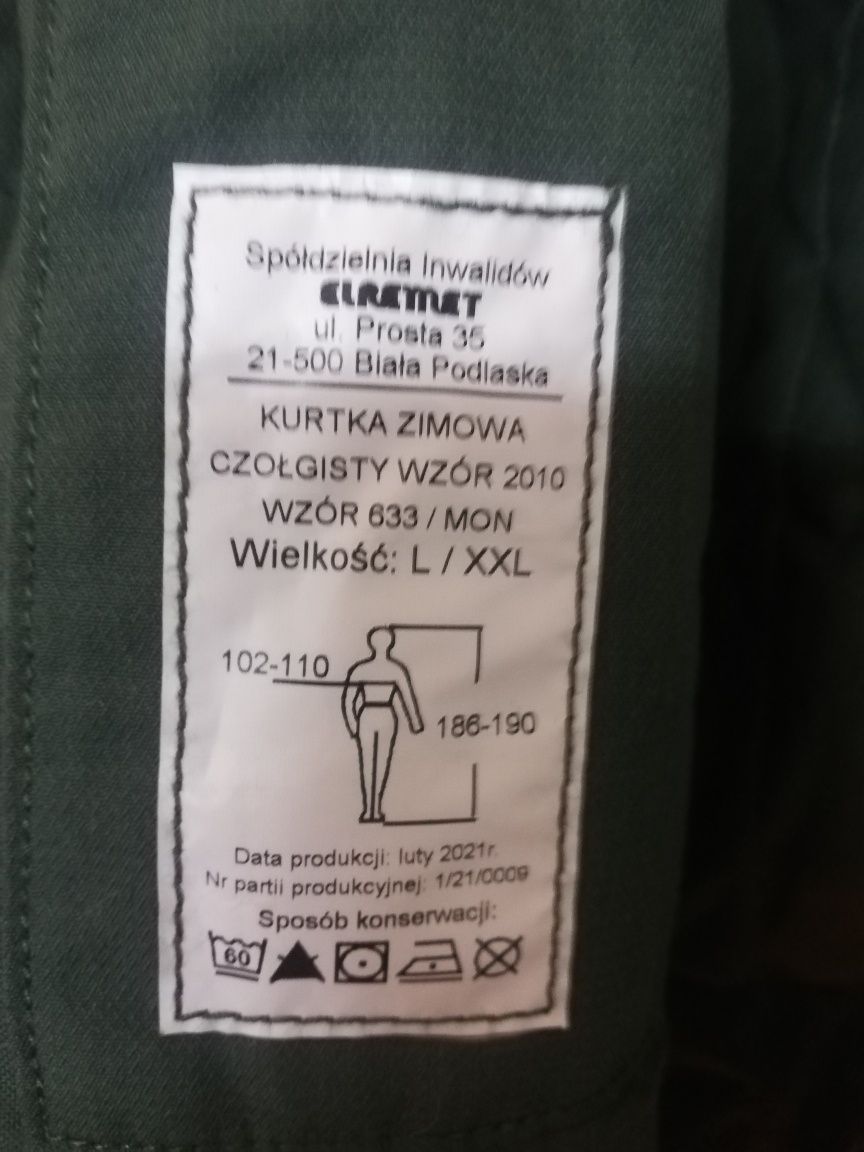 Spółdzielnia Inwalidów
ELREMET
ul. Prosta 35
21-500 Biała Podlaska
KURTKA ZIMOWA
CZOŁGISTY WZÓR 2010
WZÓR 633 / MON
Wielkość: L / XXL
102-110
186-190
Data produkcji: luty 2021r.
Nr partii produkcyjnej: 1/21/0009
Sposób konserwacji:
60